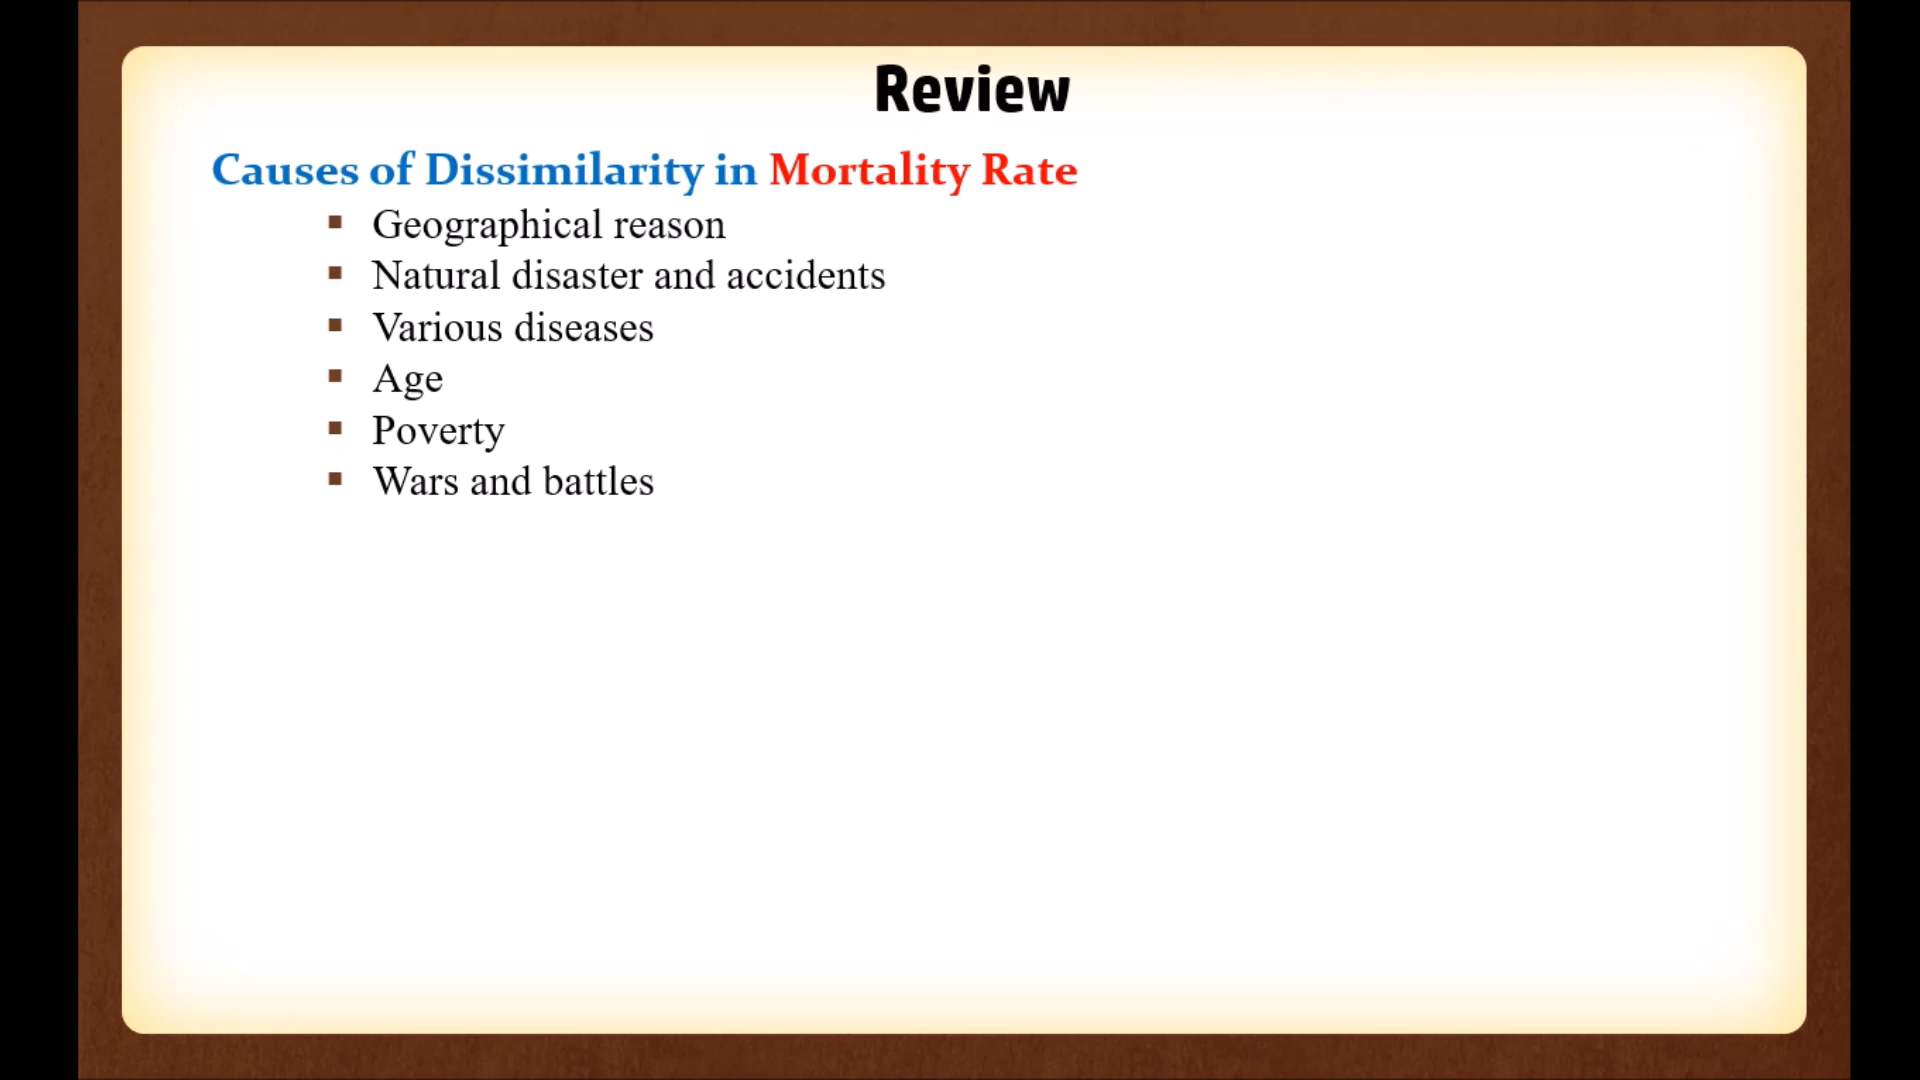 Review
Causes of Dissimilarity in Mortality Rate
▪ Geographical reason
▪ Natural disaster and accidents
▪ Various diseases
▪ Age
▪ Poverty
▪ Wars and battles